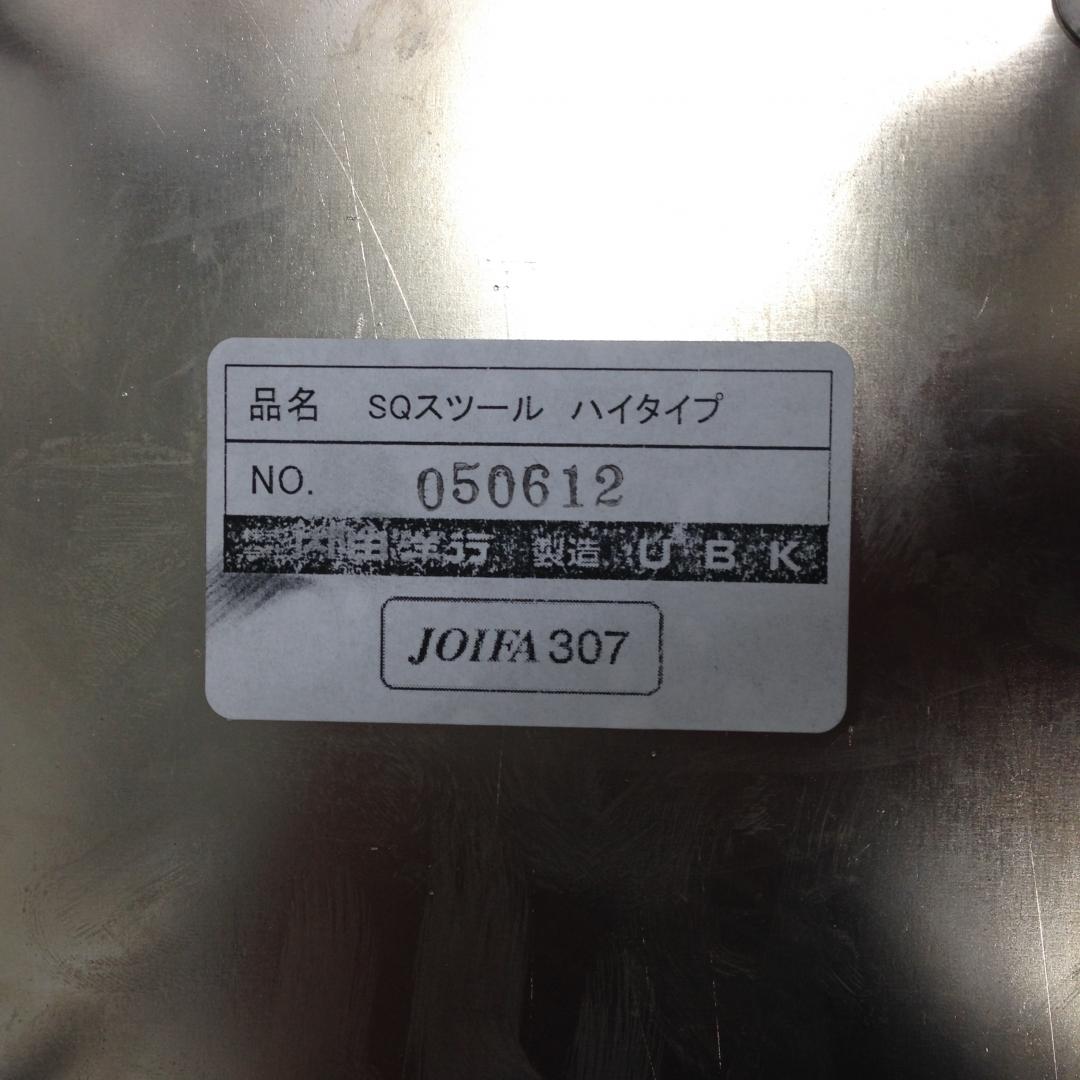 品名 SQスツール ハイタイプ
NO. 050612
製造 UBK
JOIFA 307